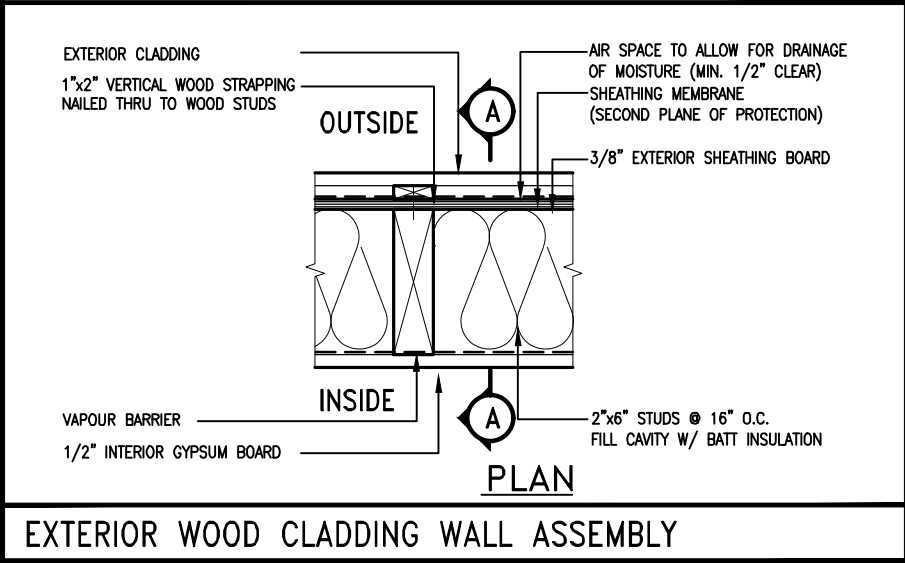 EXTERIOR CLADDING
1"x2" VERTICAL WOOD STRAPPING
NAILED THRU TO WOOD STUDS
OUTSIDE
A
AIR SPACE TO ALLOW FOR DRAINAGE
OF MOISTURE (MIN. 1/2" CLEAR)
SHEATHING MEMBRANE
(SECOND PLANE OF PROTECTION)
3/8" EXTERIOR SHEATHING BOARD
INSIDE
A
VAPOUR BARRIER
1/2" INTERIOR GYPSUM BOARD
2"x6" STUDS @ 16" O.C.
FILL CAVITY W/ BATT INSULATION
PLAN
EXTERIOR WOOD CLADDING WALL ASSEMBLY